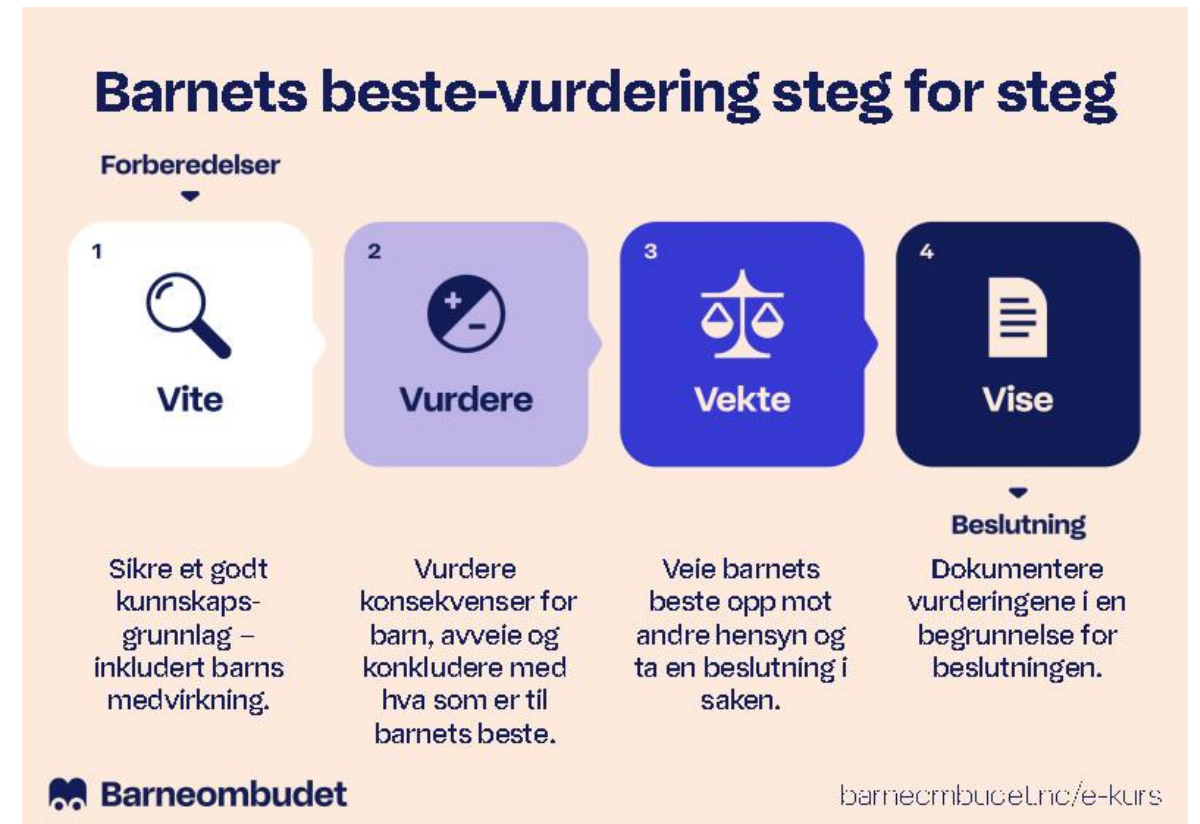 Barnets beste-vurdering steg for steg
Forberedelser
1
Vite
Sikre et godt
kunnskaps-
grunnlag –
inkludert barns
medvirkning.
2
Vurdere
Vurdere
konsekvenser for
barn, avveie og
konkludere med
hva som er til
barnets beste.
3
Vekte
Veie barnets
beste opp mot
andre hensyn og
ta en beslutning i
saken.
4
Vise
Beslutning
Dokumentere
vurderingene i en
begrunnelse for
beslutningen.
Barneombudet
barneombudet.no/e-kurs